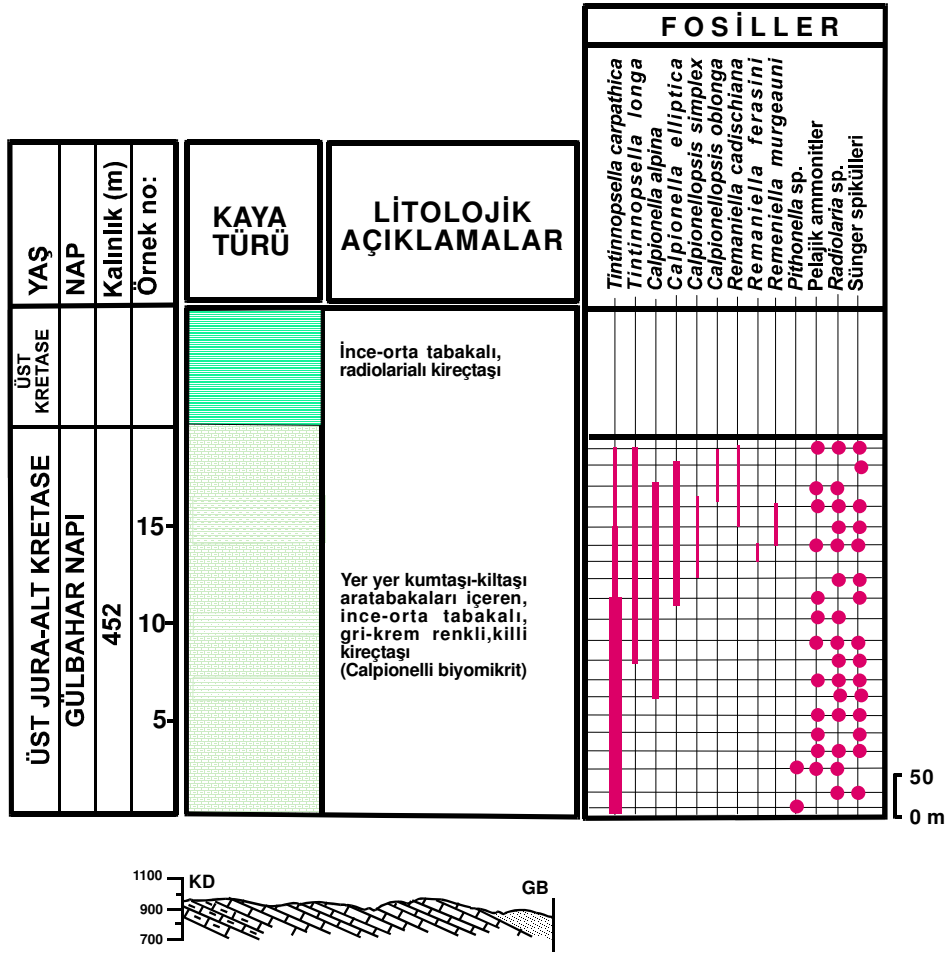 FOSİLLER
Tintinnopsella carpathica
Tintinnopsella longa
Calpionella alpina
Calpionella elliptica
Calpionellopsis simplex
Calpionellopsis oblonga
Remaniella cadischiana
Remaniella ferasini
Remeniella murgeauni
Pithonella sp.
Pelajik ammonitler
Radiolaria sp.
Sünger spikülleri
YAŞ
NAP
Kalınlık (m)
Örnek no:
KAYA
TÜRÜ
LİTOLOJİK
AÇIKLAMALAR
ÜST
KRETASE
İnce-orta tabakalı,
radiolarialı kireçtaşı
ÜST JURA-ALT KRETASE
GÜLBAHAR NAPI
452
15
10
5
Yer yer kumtaşı-kiltaşı
aratabakaları içeren,
ince-orta tabakalı,
gri-krem renkli,killi
kireçtaşı
(Calpionelli biyomikrit)
50
0 m
1100
900
700
KD
GB